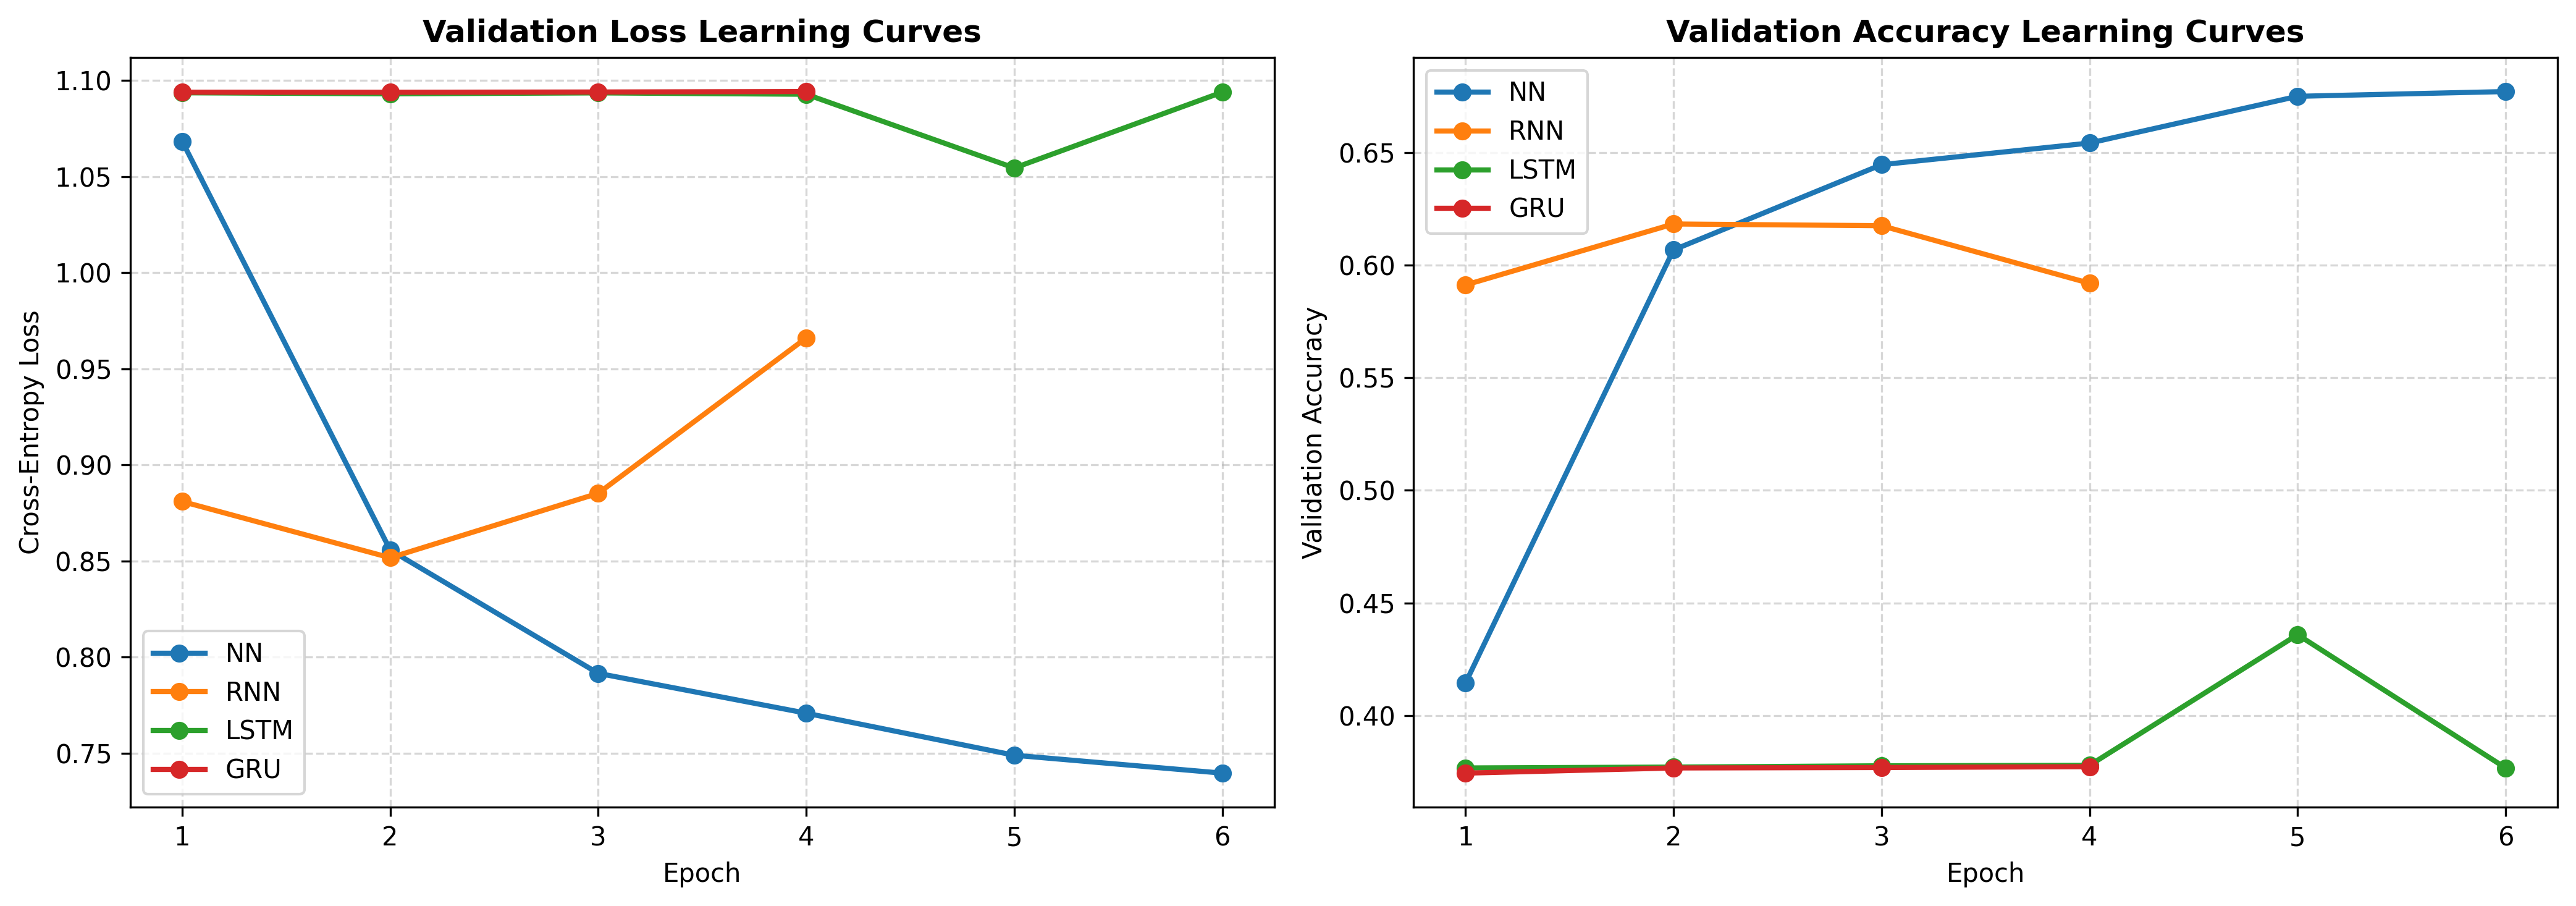 Validation Loss Learning Curves
Cross-Entropy Loss
1.10
1.05
1.00
0.95
0.90
0.85
0.80
0.75
NN
RNN
LSTM
GRU
1 2 3 4 5 6
Epoch
Validation Accuracy Learning Curves
Validation Accuracy
0.65
0.60
0.55
0.50
0.45
0.40
NN
RNN
LSTM
GRU
1 2 3 4 5 6
Epoch